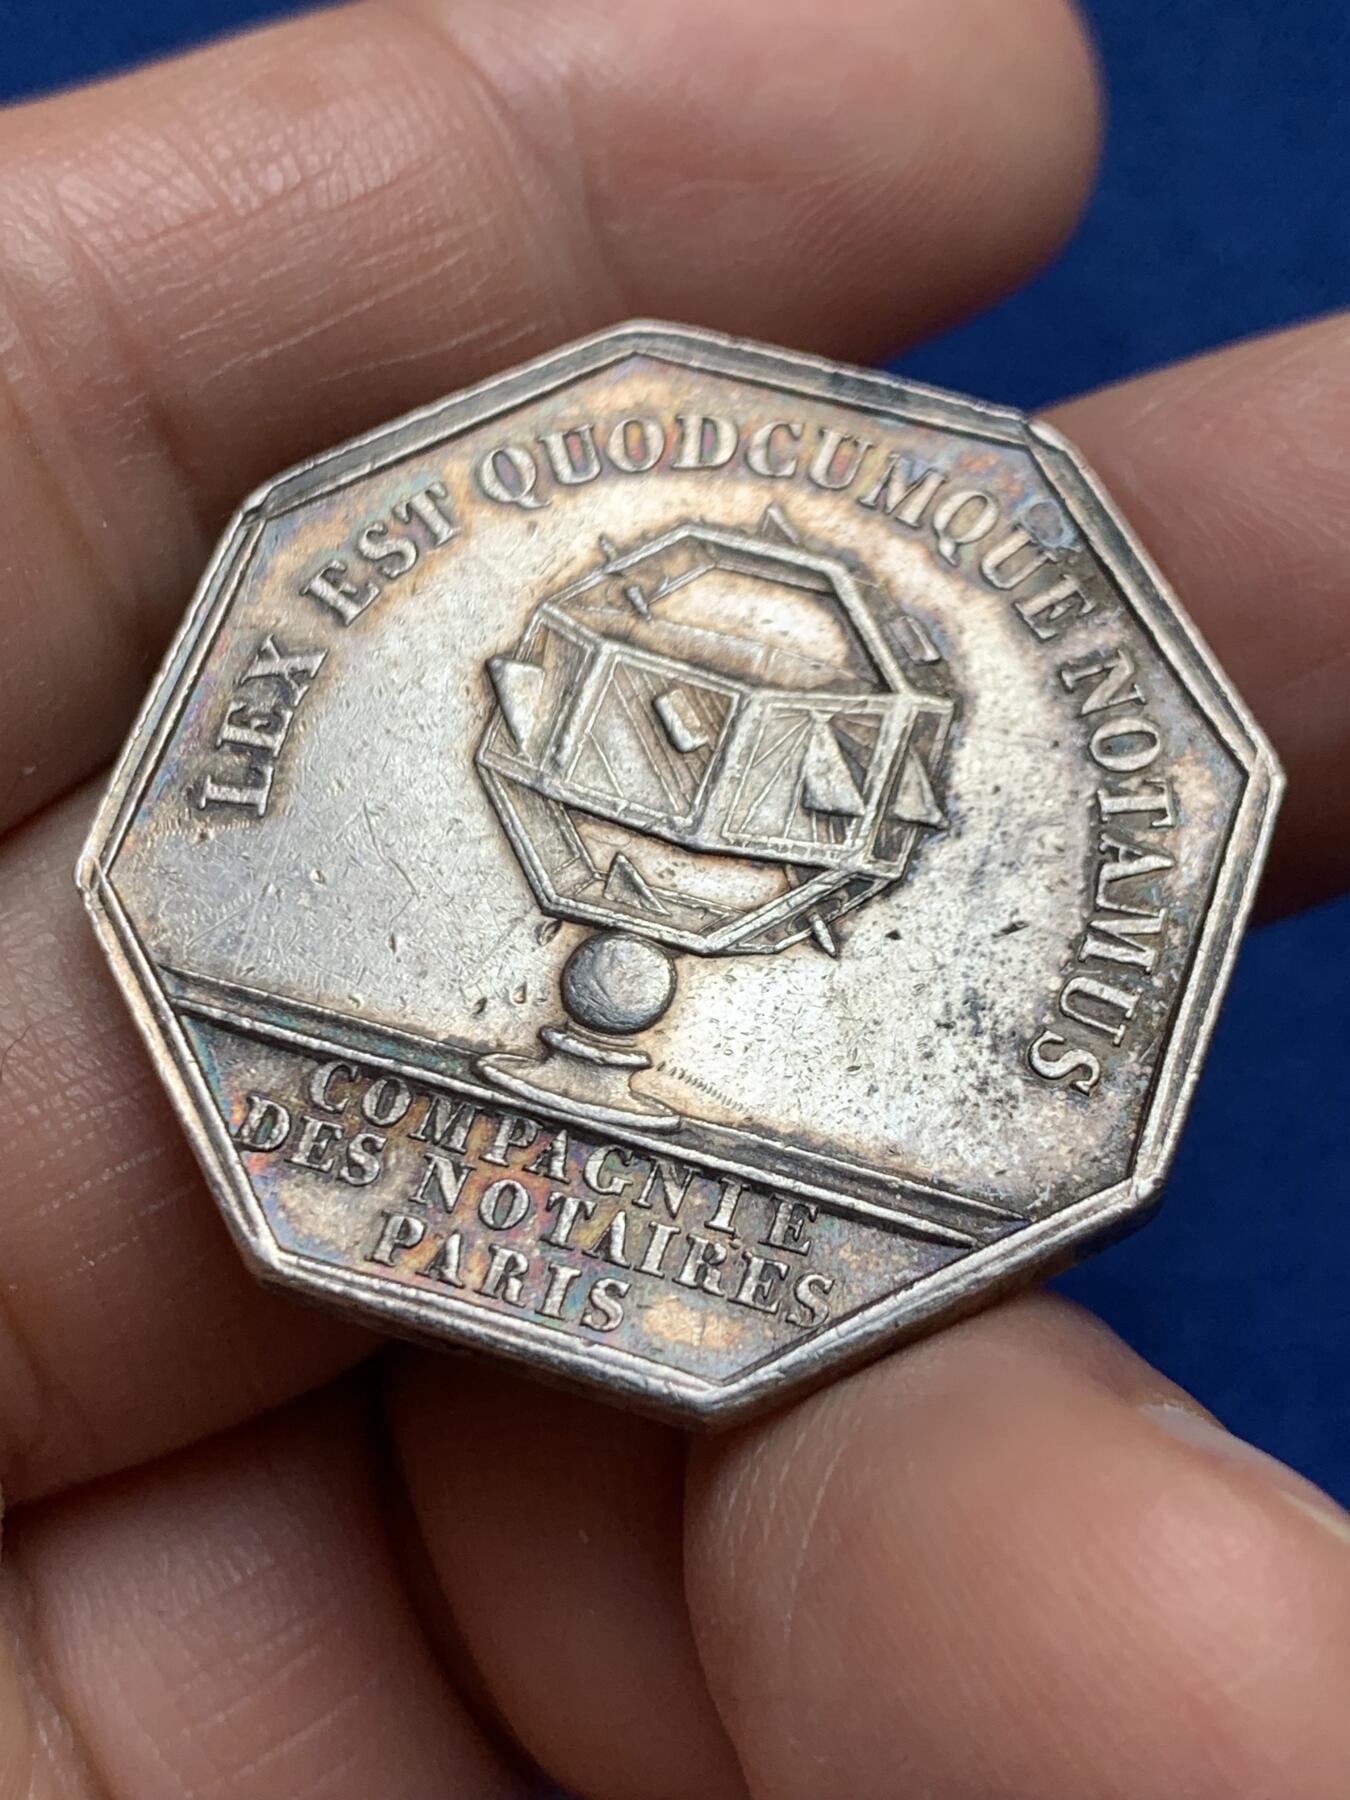 LEX EST QUODCUMQUE NOTAMUS
COMPAGNIE
DES NOTAIRES
PARIS